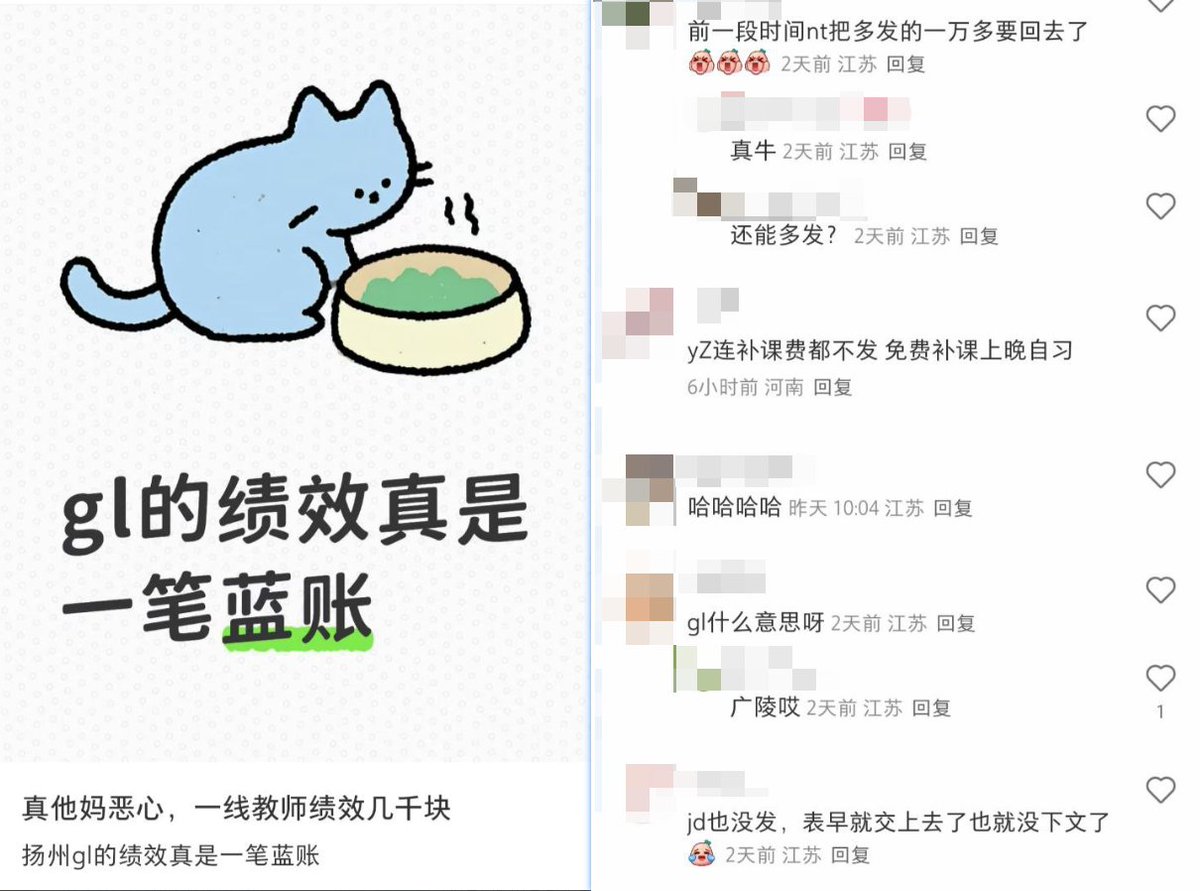 gl的绩效真是
一笔蓝账
真他妈恶心，一线教师绩效几千块
扬州gl的绩效真是一笔蓝账
前一段时间nt把多发的一万多要回去了
2天前 江苏 回复
真牛 2天前 江苏 回复
还能多发？ 2天前 江苏 回复
yZ连补课费都不发 免费补课上晚自习
6小时前 河南 回复
哈哈哈哈 昨天 10:04 江苏 回复
gl什么意思呀 2天前 江苏 回复
广陵哎 2天前 江苏 回复
1
jd也没发，表早就交上去了也就没下文了
2天前 江苏 回复